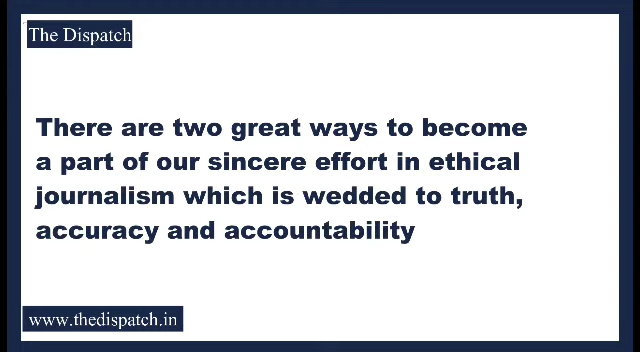 The Dispatch
There are two great ways to become
a part of our sincere effort in ethical
journalism which is wedded to truth,
accuracy and accountability
www.thedispatch.in